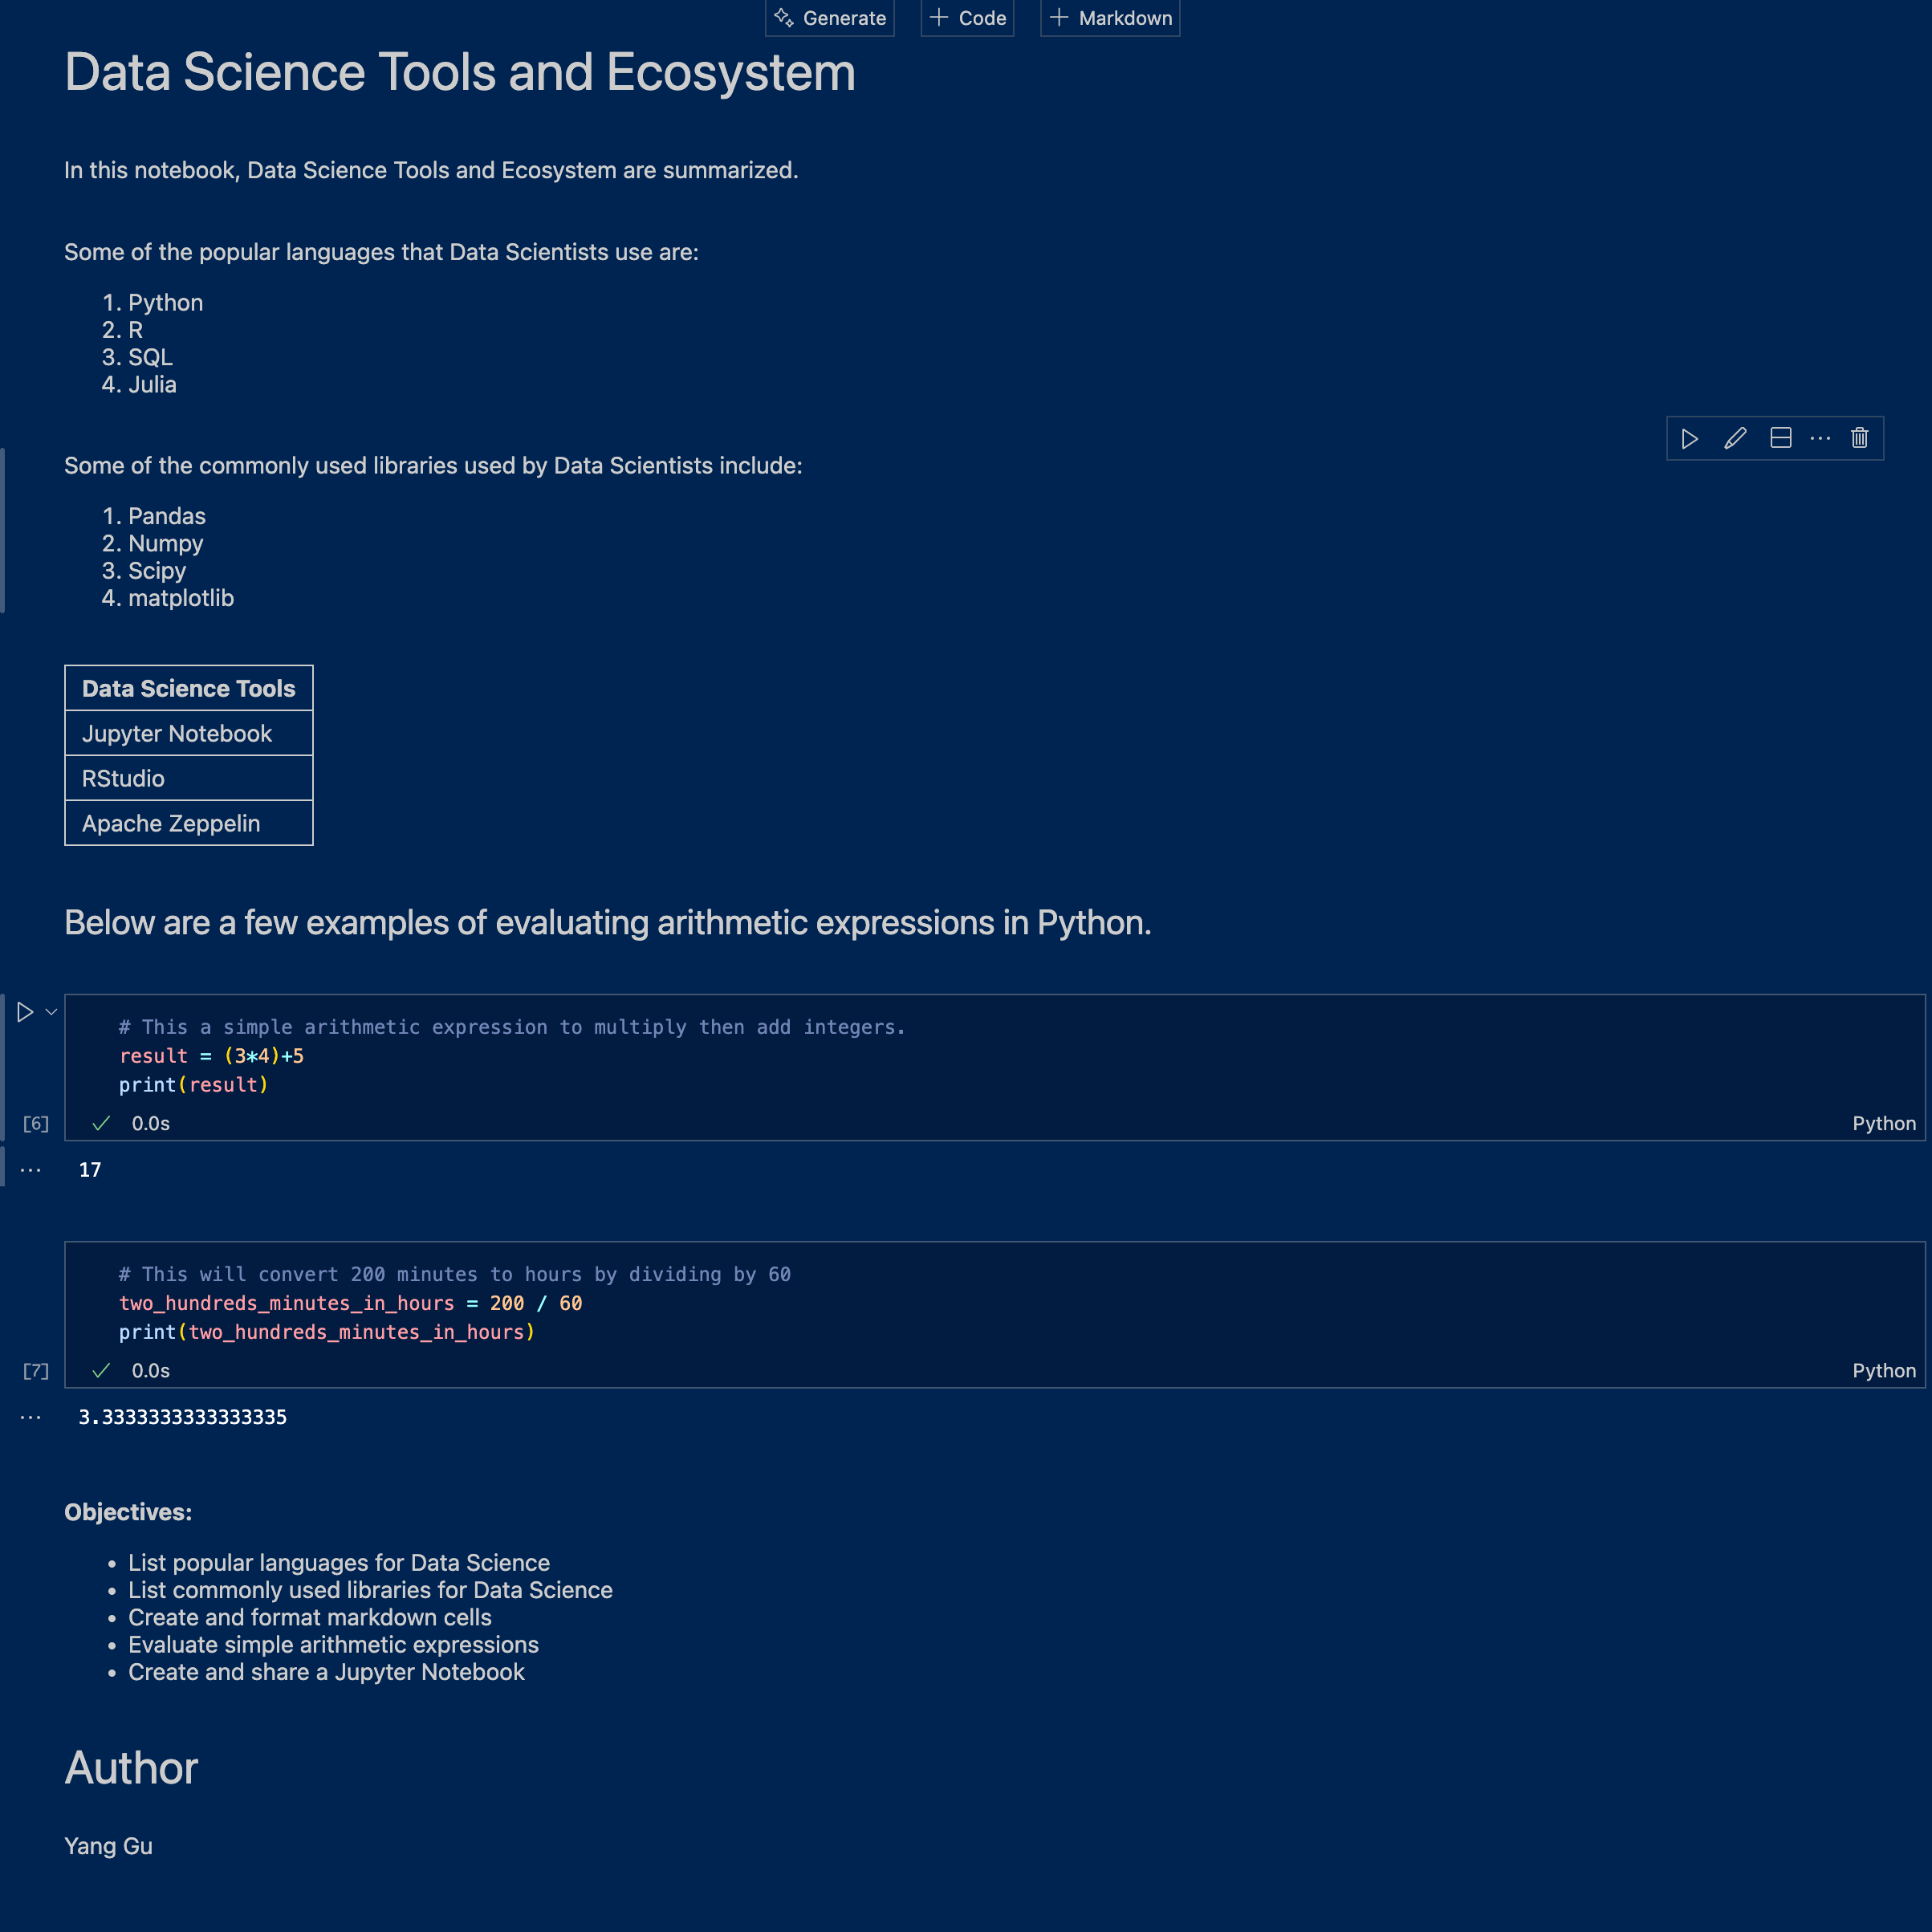 Generate + Code + Markdown
Data Science Tools and Ecosystem
In this notebook, Data Science Tools and Ecosystem are summarized.
Some of the popular languages that Data Scientists use are:
1. Python
2. R
3. SQL
4. Julia
Some of the commonly used libraries used by Data Scientists include:
1. Pandas
2. Numpy
3. Scipy
4. matplotlib
Data Science Tools
Jupyter Notebook
RStudio
Apache Zeppelin
Below are a few examples of evaluating arithmetic expressions in Python.
# This a simple arithmetic expression to multiply then add integers.
result = (3*4)+5
print(result)
[6] ✓ 0.0s Python
... 17
# This will convert 200 minutes to hours by dividing by 60
two_hundreds_minutes_in_hours = 200 / 60
print(two_hundreds_minutes_in_hours)
[7] ✓ 0.0s Python
... 3.3333333333333335
Objectives:
• List popular languages for Data Science
• List commonly used libraries for Data Science
• Create and format markdown cells
• Evaluate simple arithmetic expressions
• Create and share a Jupyter Notebook
Author
Yang Gu